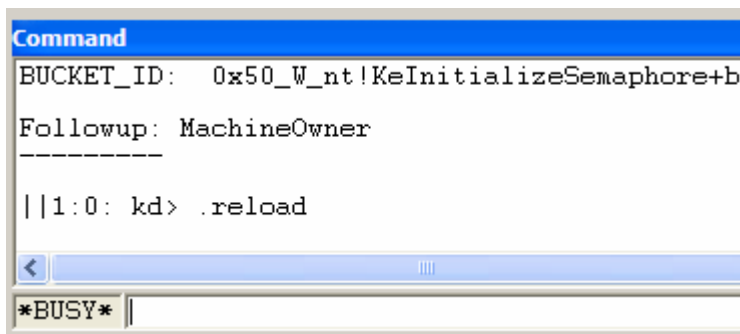 Command
BUCKET_ID:  0x50_W_nt!KeInitializeSemaphore+b
Followup: MachineOwner
---------
||1:0: kd> .reload
*BUSY*